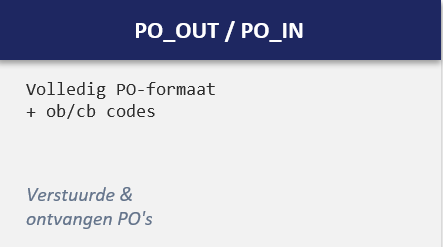 PO_OUT / PO_IN
Volledig PO-formaat
+ ob/cb codes
Verstuurde &
ontvangen PO's